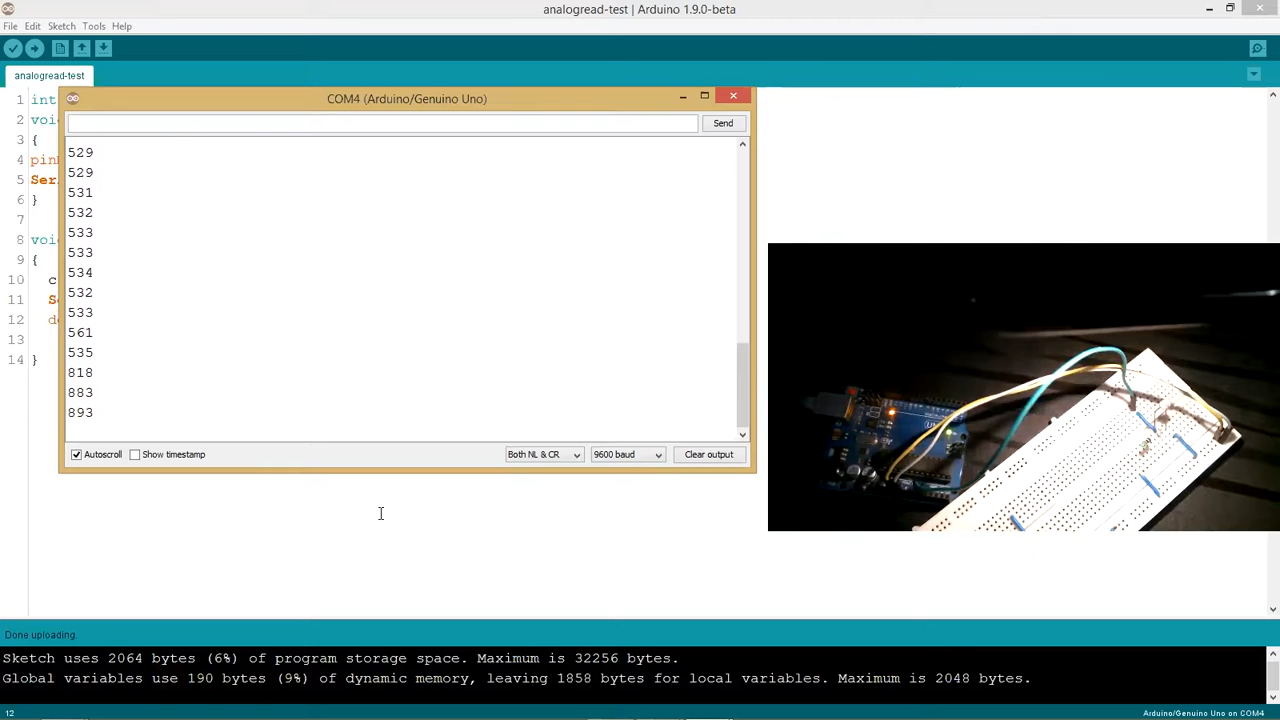 analogread-test | Arduino 1.9.0-beta
File Edit Sketch Tools Help
analogread-test
COM4 (Arduino/Genuino Uno)
Send
1 int
2 voi
3 {
4 pin
5 Ser
6 }
7
8 voi
9 {
10 c
11 S
12 de
13
14 }
529
529
531
532
533
533
534
532
533
561
535
818
883
893
Autoscroll Show timestamp Both NL & CR 9600 baud Clear output
Done uploading.
Sketch uses 2064 bytes (6%) of program storage space. Maximum is 32256 bytes.
Global variables use 190 bytes (9%) of dynamic memory, leaving 1858 bytes for local variables. Maximum is 2048 bytes.
12 Arduino/Genuino Uno on COM4